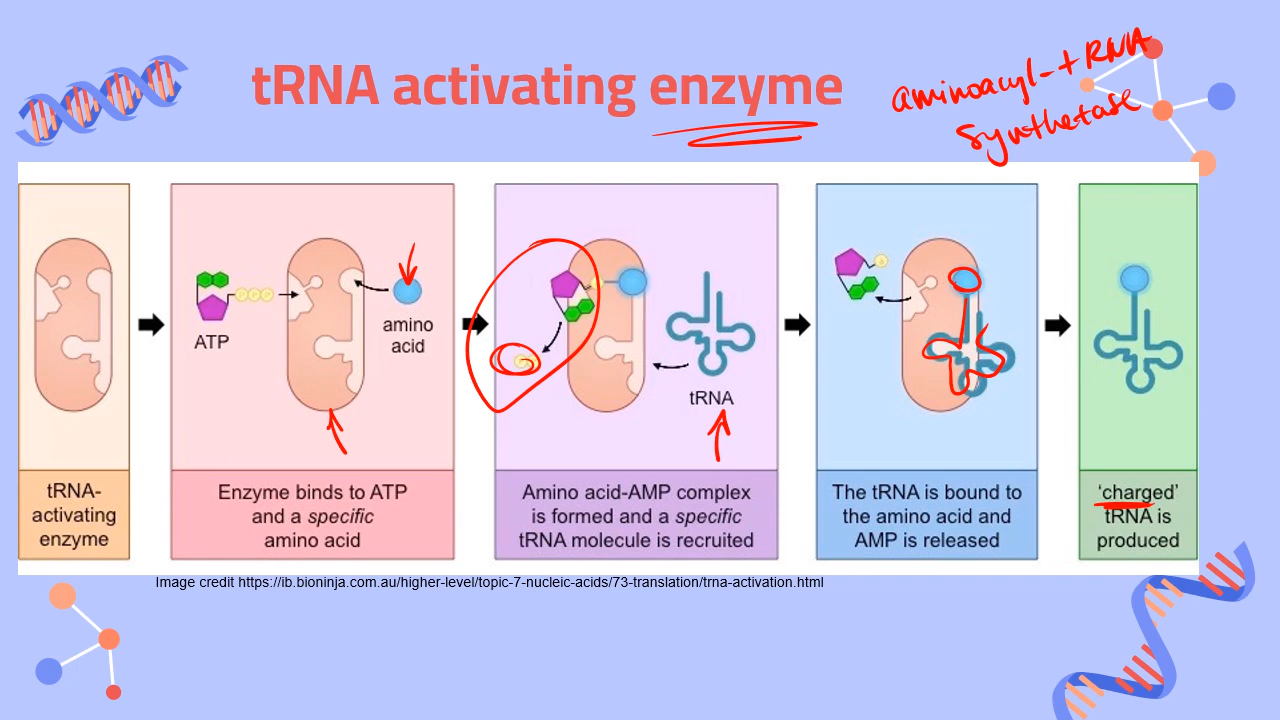 tRNA activating enzyme
aminoacyl-tRNA
synthetase
ATP
amino
acid
tRNA
tRNA-
activating
enzyme
Enzyme binds to ATP
and a specific
amino acid
Amino acid-AMP complex
is formed and a specific
tRNA molecule is recruited
The tRNA is bound to
the amino acid and
AMP is released
‘charged’
tRNA is
produced
Image credit https://ib.bioninja.com.au/higher-level/topic-7-nucleic-acids/73-translation/trna-activation.html